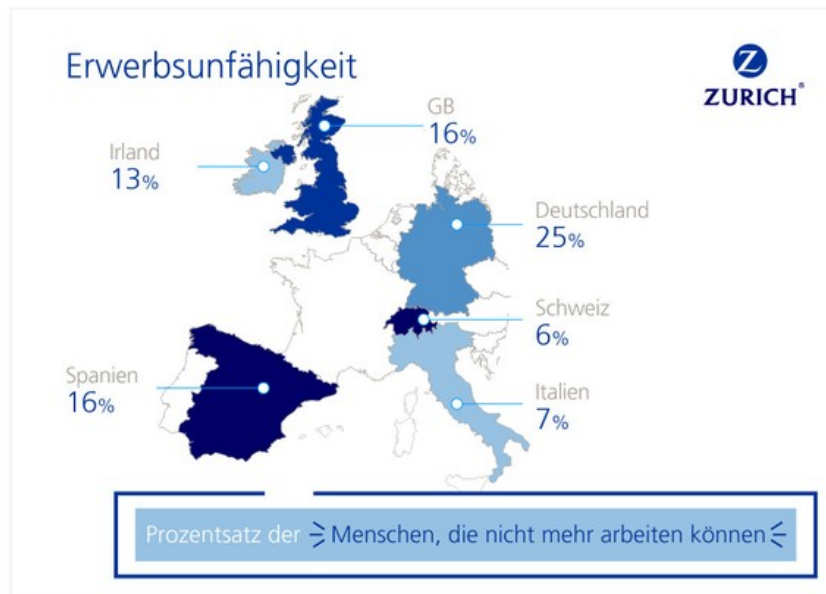 Erwerbsunfähigkeit
Z
ZURICH®
GB
16%
Irland
13%
Deutschland
25%
Schweiz
6%
Spanien
16%
Italien
7%
Prozentsatz der Menschen, die nicht mehr arbeiten können